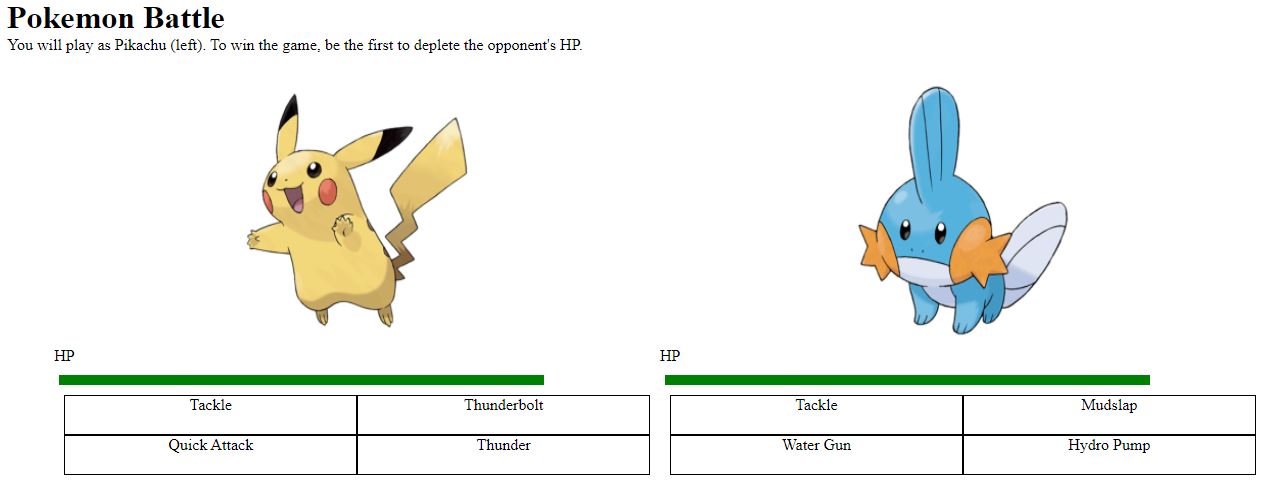 Pokemon Battle
You will play as Pikachu (left). To win the game, be the first to deplete the opponent's HP.
HP
HP
Tackle
Thunderbolt
Tackle
Mudslap
Quick Attack
Thunder
Water Gun
Hydro Pump